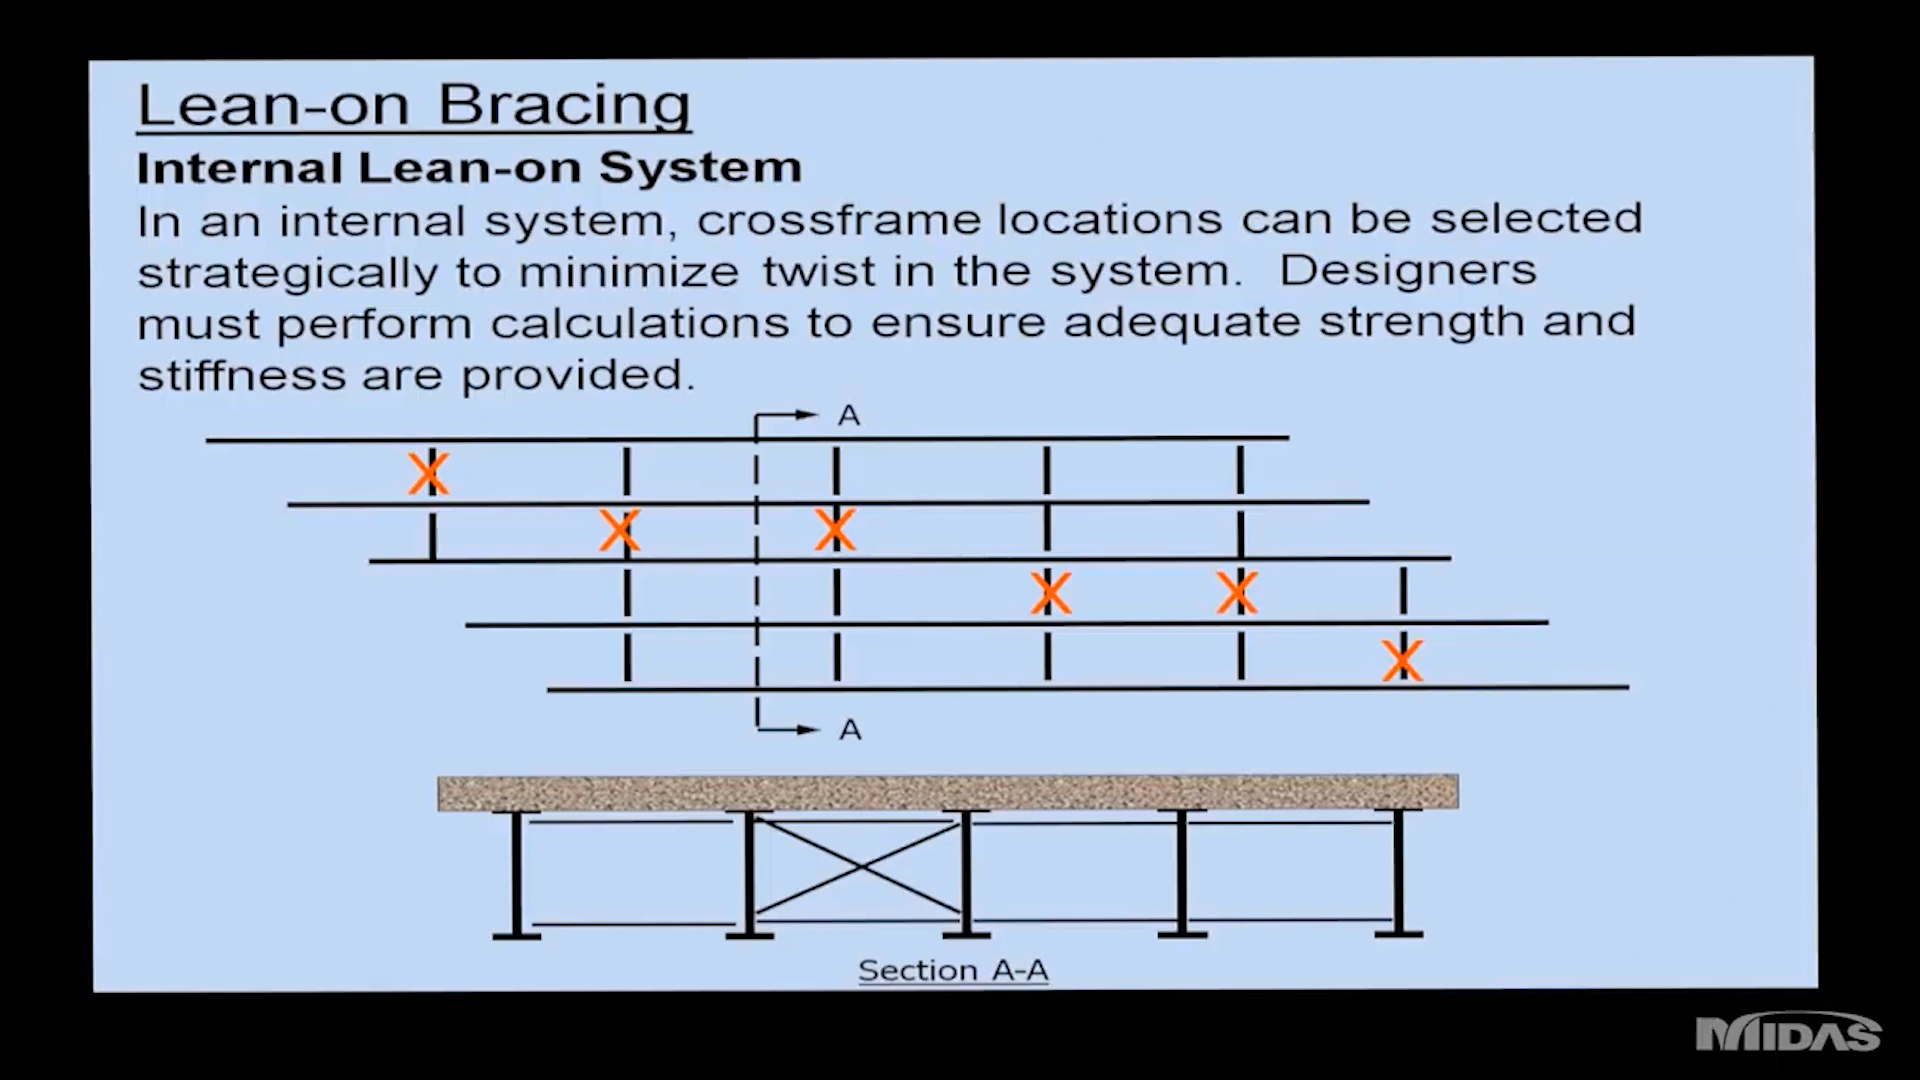 Lean-on Bracing
Internal Lean-on System
In an internal system, crossframe locations can be selected
strategically to minimize twist in the system. Designers
must perform calculations to ensure adequate strength and
stiffness are provided.
A
A
Section A-A
MIDAS